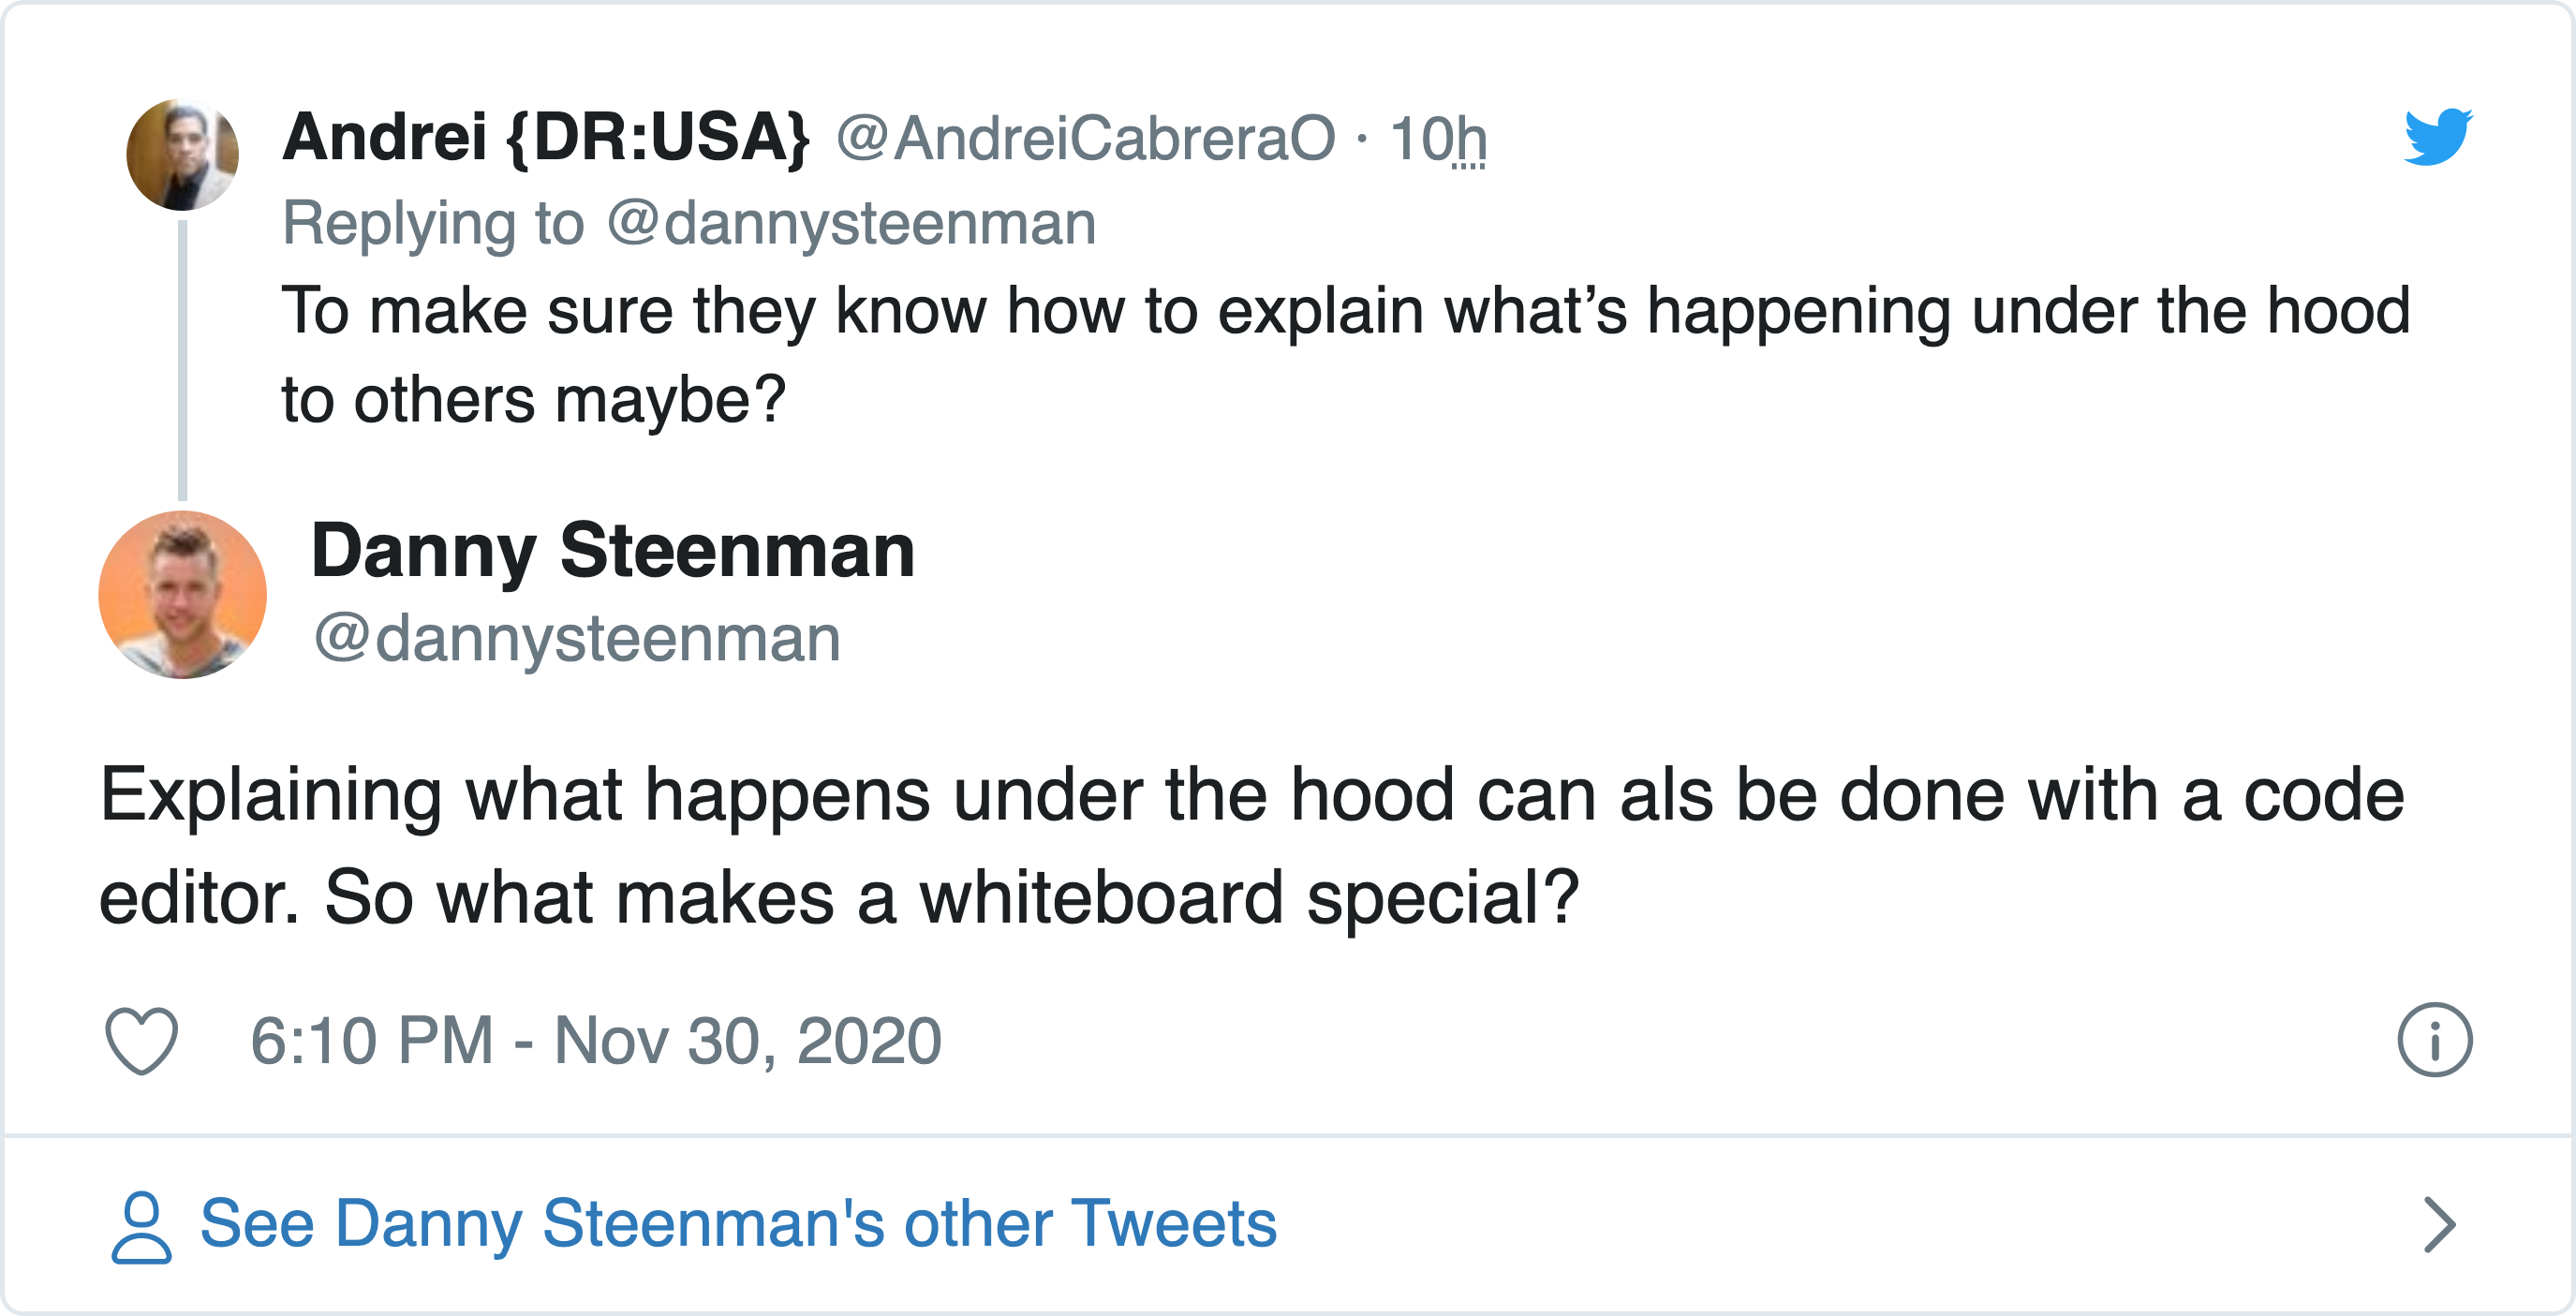 Andrei {DR:USA} @AndreiCabreraO · 10h
Replying to @dannysteenman
To make sure they know how to explain what’s happening under the hood
to others maybe?
Danny Steenman
@dannysteenman
Explaining what happens under the hood can als be done with a code
editor. So what makes a whiteboard special?
6:10 PM - Nov 30, 2020
See Danny Steenman's other Tweets